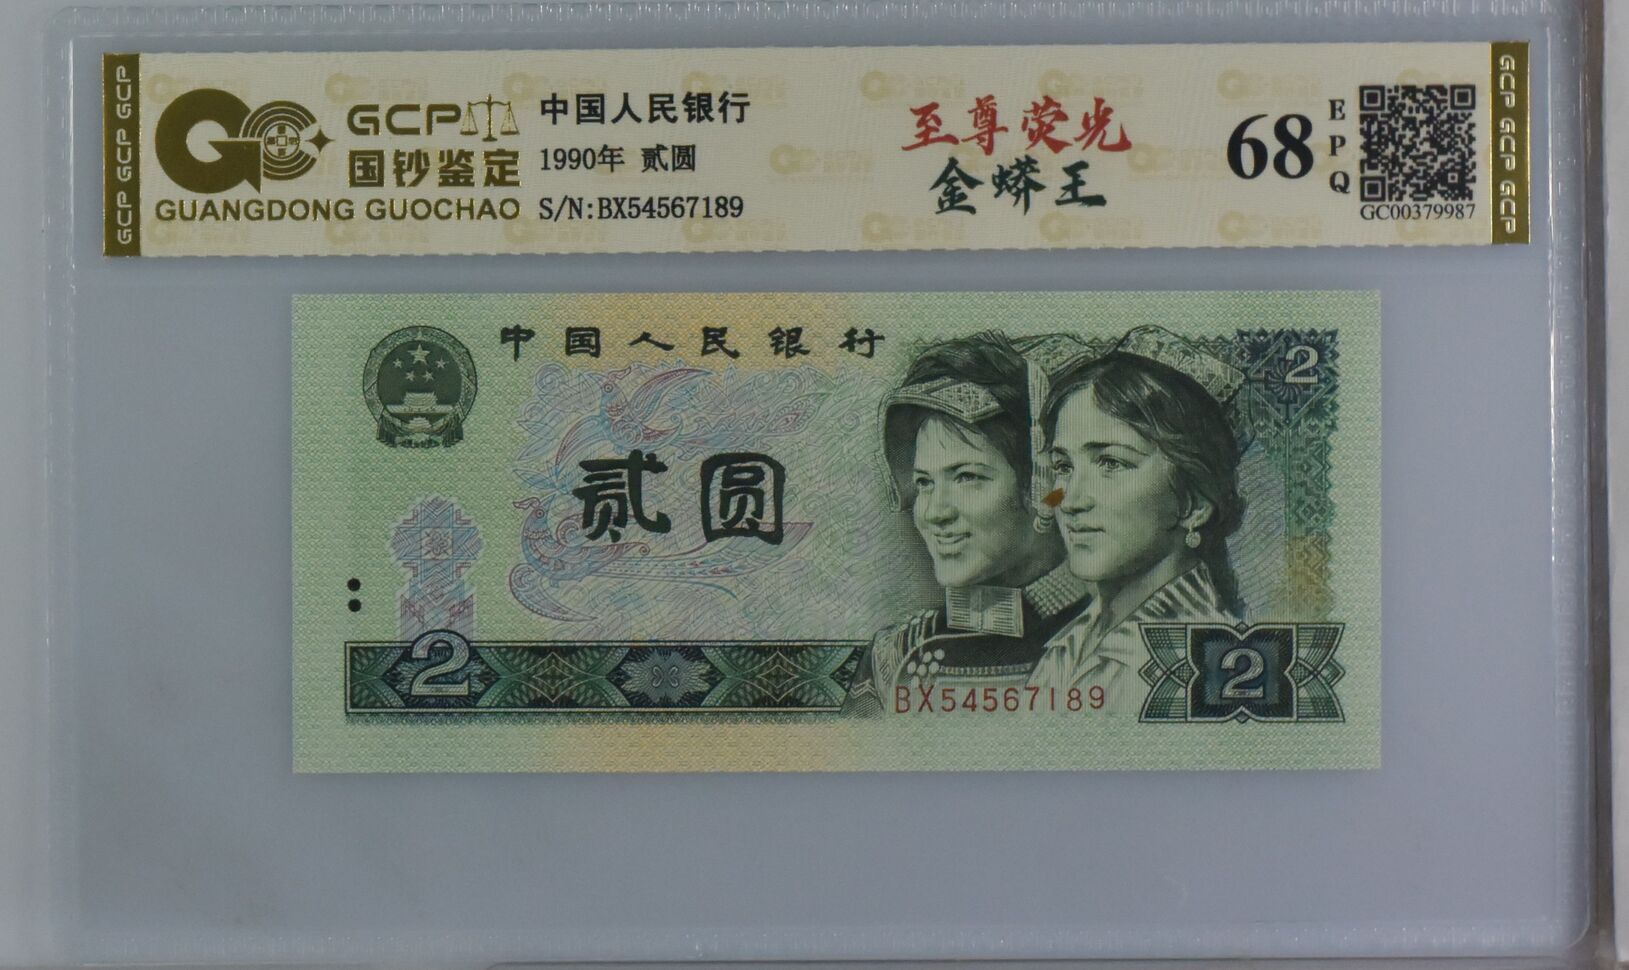 GCP GCP GCP
GCP
国钞鉴定
GUANGDONG GUOCHAO
中国人民银行
1990年 贰圆
S/N:BX54567189
至尊荧光
金蟒王
68
EPQ
GC00379987
GCP GCP GCP
中国人民银行
2
贰圆
2
BX54567189
2